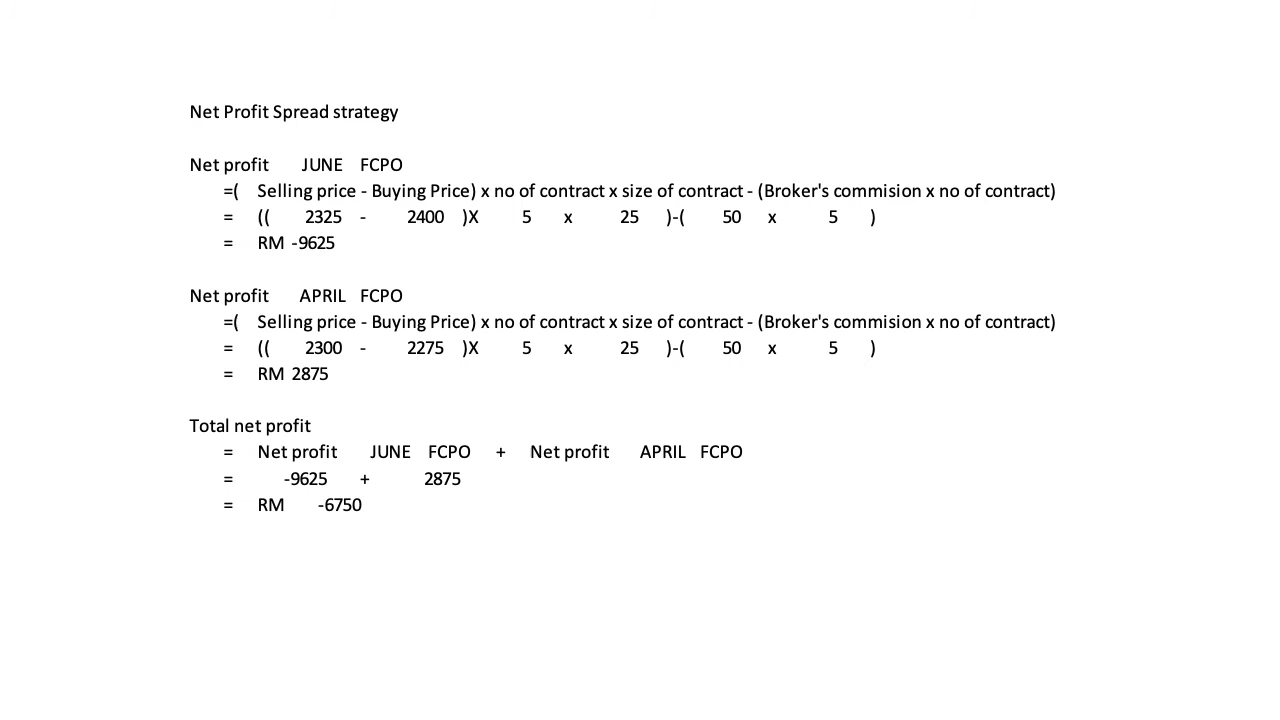 Net Profit Spread strategy
Net profit JUNE FCPO
=( Selling price - Buying Price) x no of contract x size of contract - (Broker's commision x no of contract)
= (( 2325 - 2400 )X 5 x 25 )-( 50 x 5 )
= RM -9625
Net profit APRIL FCPO
=( Selling price - Buying Price) x no of contract x size of contract - (Broker's commision x no of contract)
= (( 2300 - 2275 )X 5 x 25 )-( 50 x 5 )
= RM 2875
Total net profit
= Net profit JUNE FCPO + Net profit APRIL FCPO
= -9625 + 2875
= RM -6750